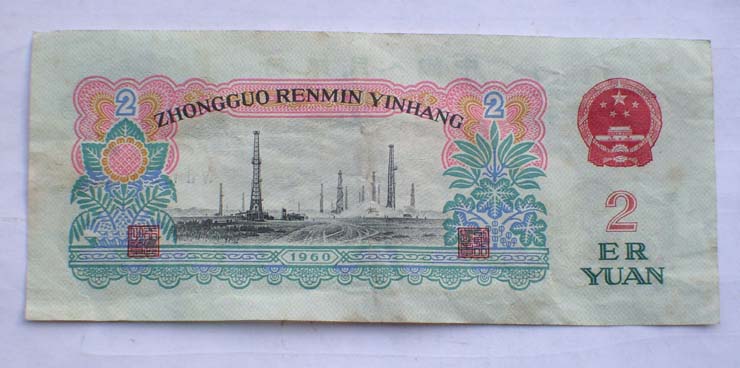 2
ZHONGGUO RENMIN YINHANG
2
1960
2
ER
YUAN